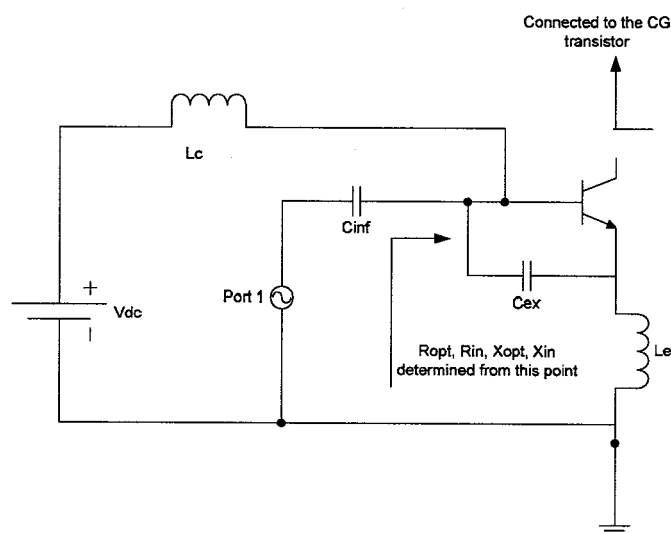 Connected to the CG
transistor
Lc
Cinf
+
Vdc
Port 1
Cex
Le
Ropt, Rin, Xopt, Xin
determined from this point